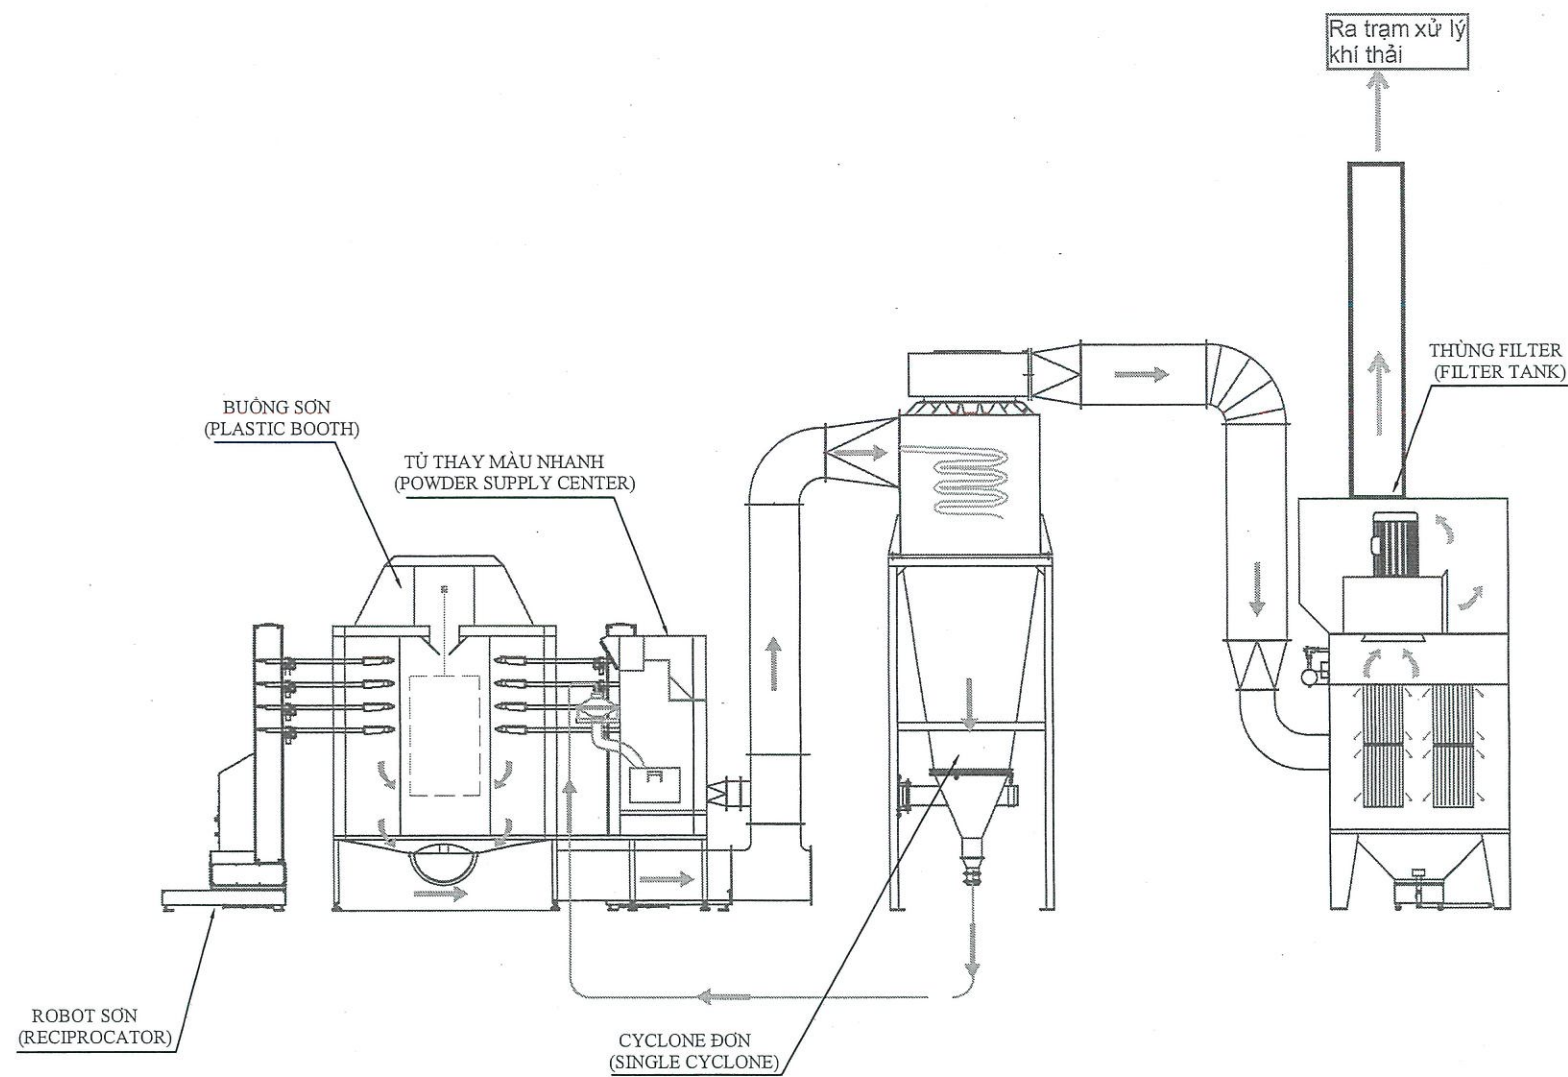 Ra trạm xử lý
khí thải
THÙNG FILTER
(FILTER TANK)
BUỒNG SƠN
(PLASTIC BOOTH)
TỦ THAY MÀU NHANH
(POWDER SUPPLY CENTER)
ROBOT SƠN
(RECIPROCATOR)
CYCLONE ĐƠN
(SINGLE CYCLONE)